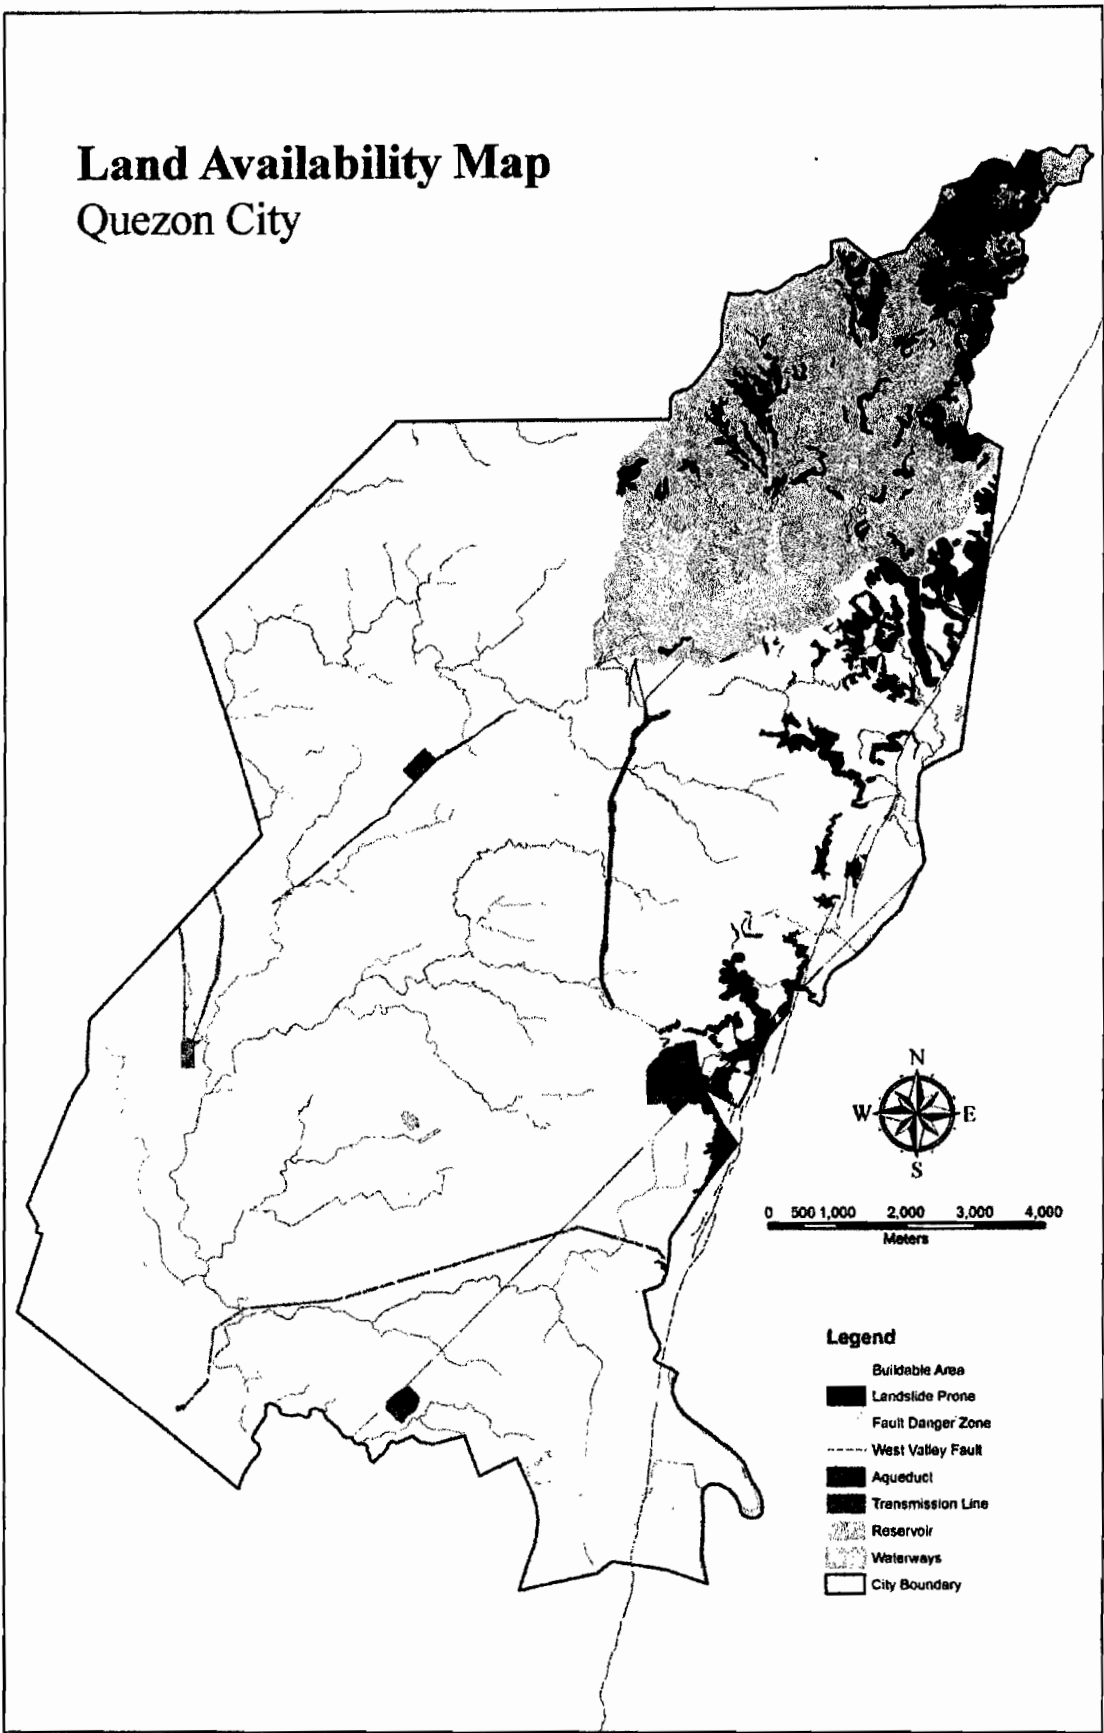 Land Availability Map
Quezon City
N
W E
S
0 500 1,000 2,000 3,000 4,000
Meters
Legend
Buildable Area
Landslide Prone
Fault Danger Zone
West Valley Fault
Aqueduct
Transmission Line
Reservoir
Waterways
City Boundary